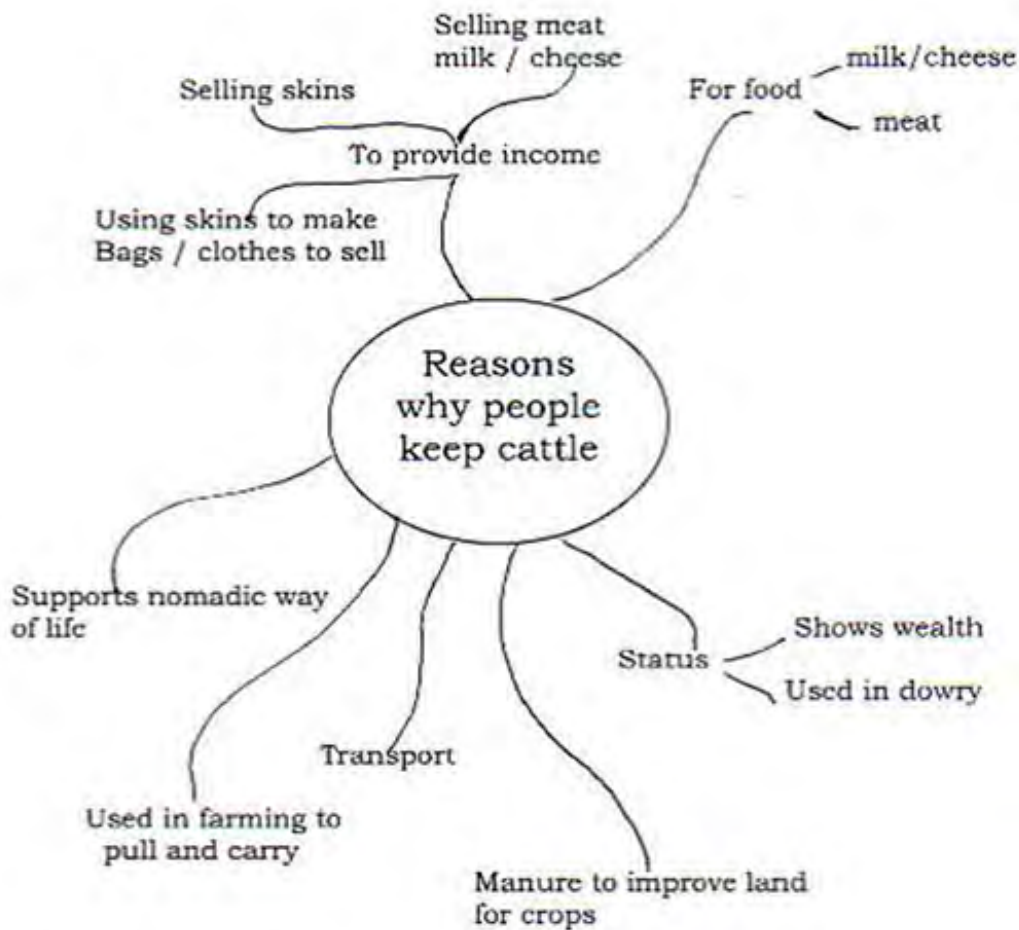 Selling meat
milk / cheese
Selling skins
For food
milk/cheese
meat
To provide income
Using skins to make
Bags / clothes to sell
Reasons
why people
keep cattle
Supports nomadic way
of life
Status
Shows wealth
Used in dowry
Transport
Used in farming to
pull and carry
Manure to improve land
for crops